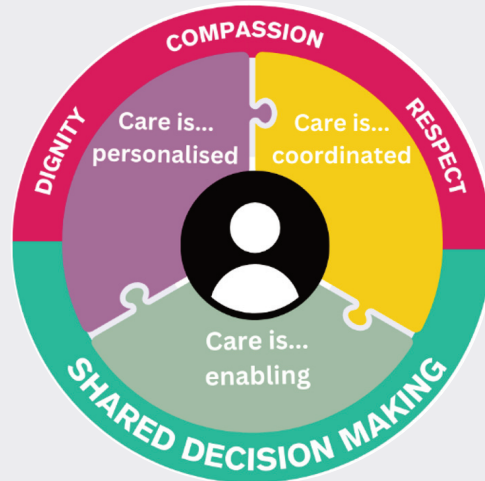 COMPASSION
DIGNITY
RESPECT
Care is...
personalised
Care is...
coordinated
Care is...
enabling
SHARED DECISION MAKING